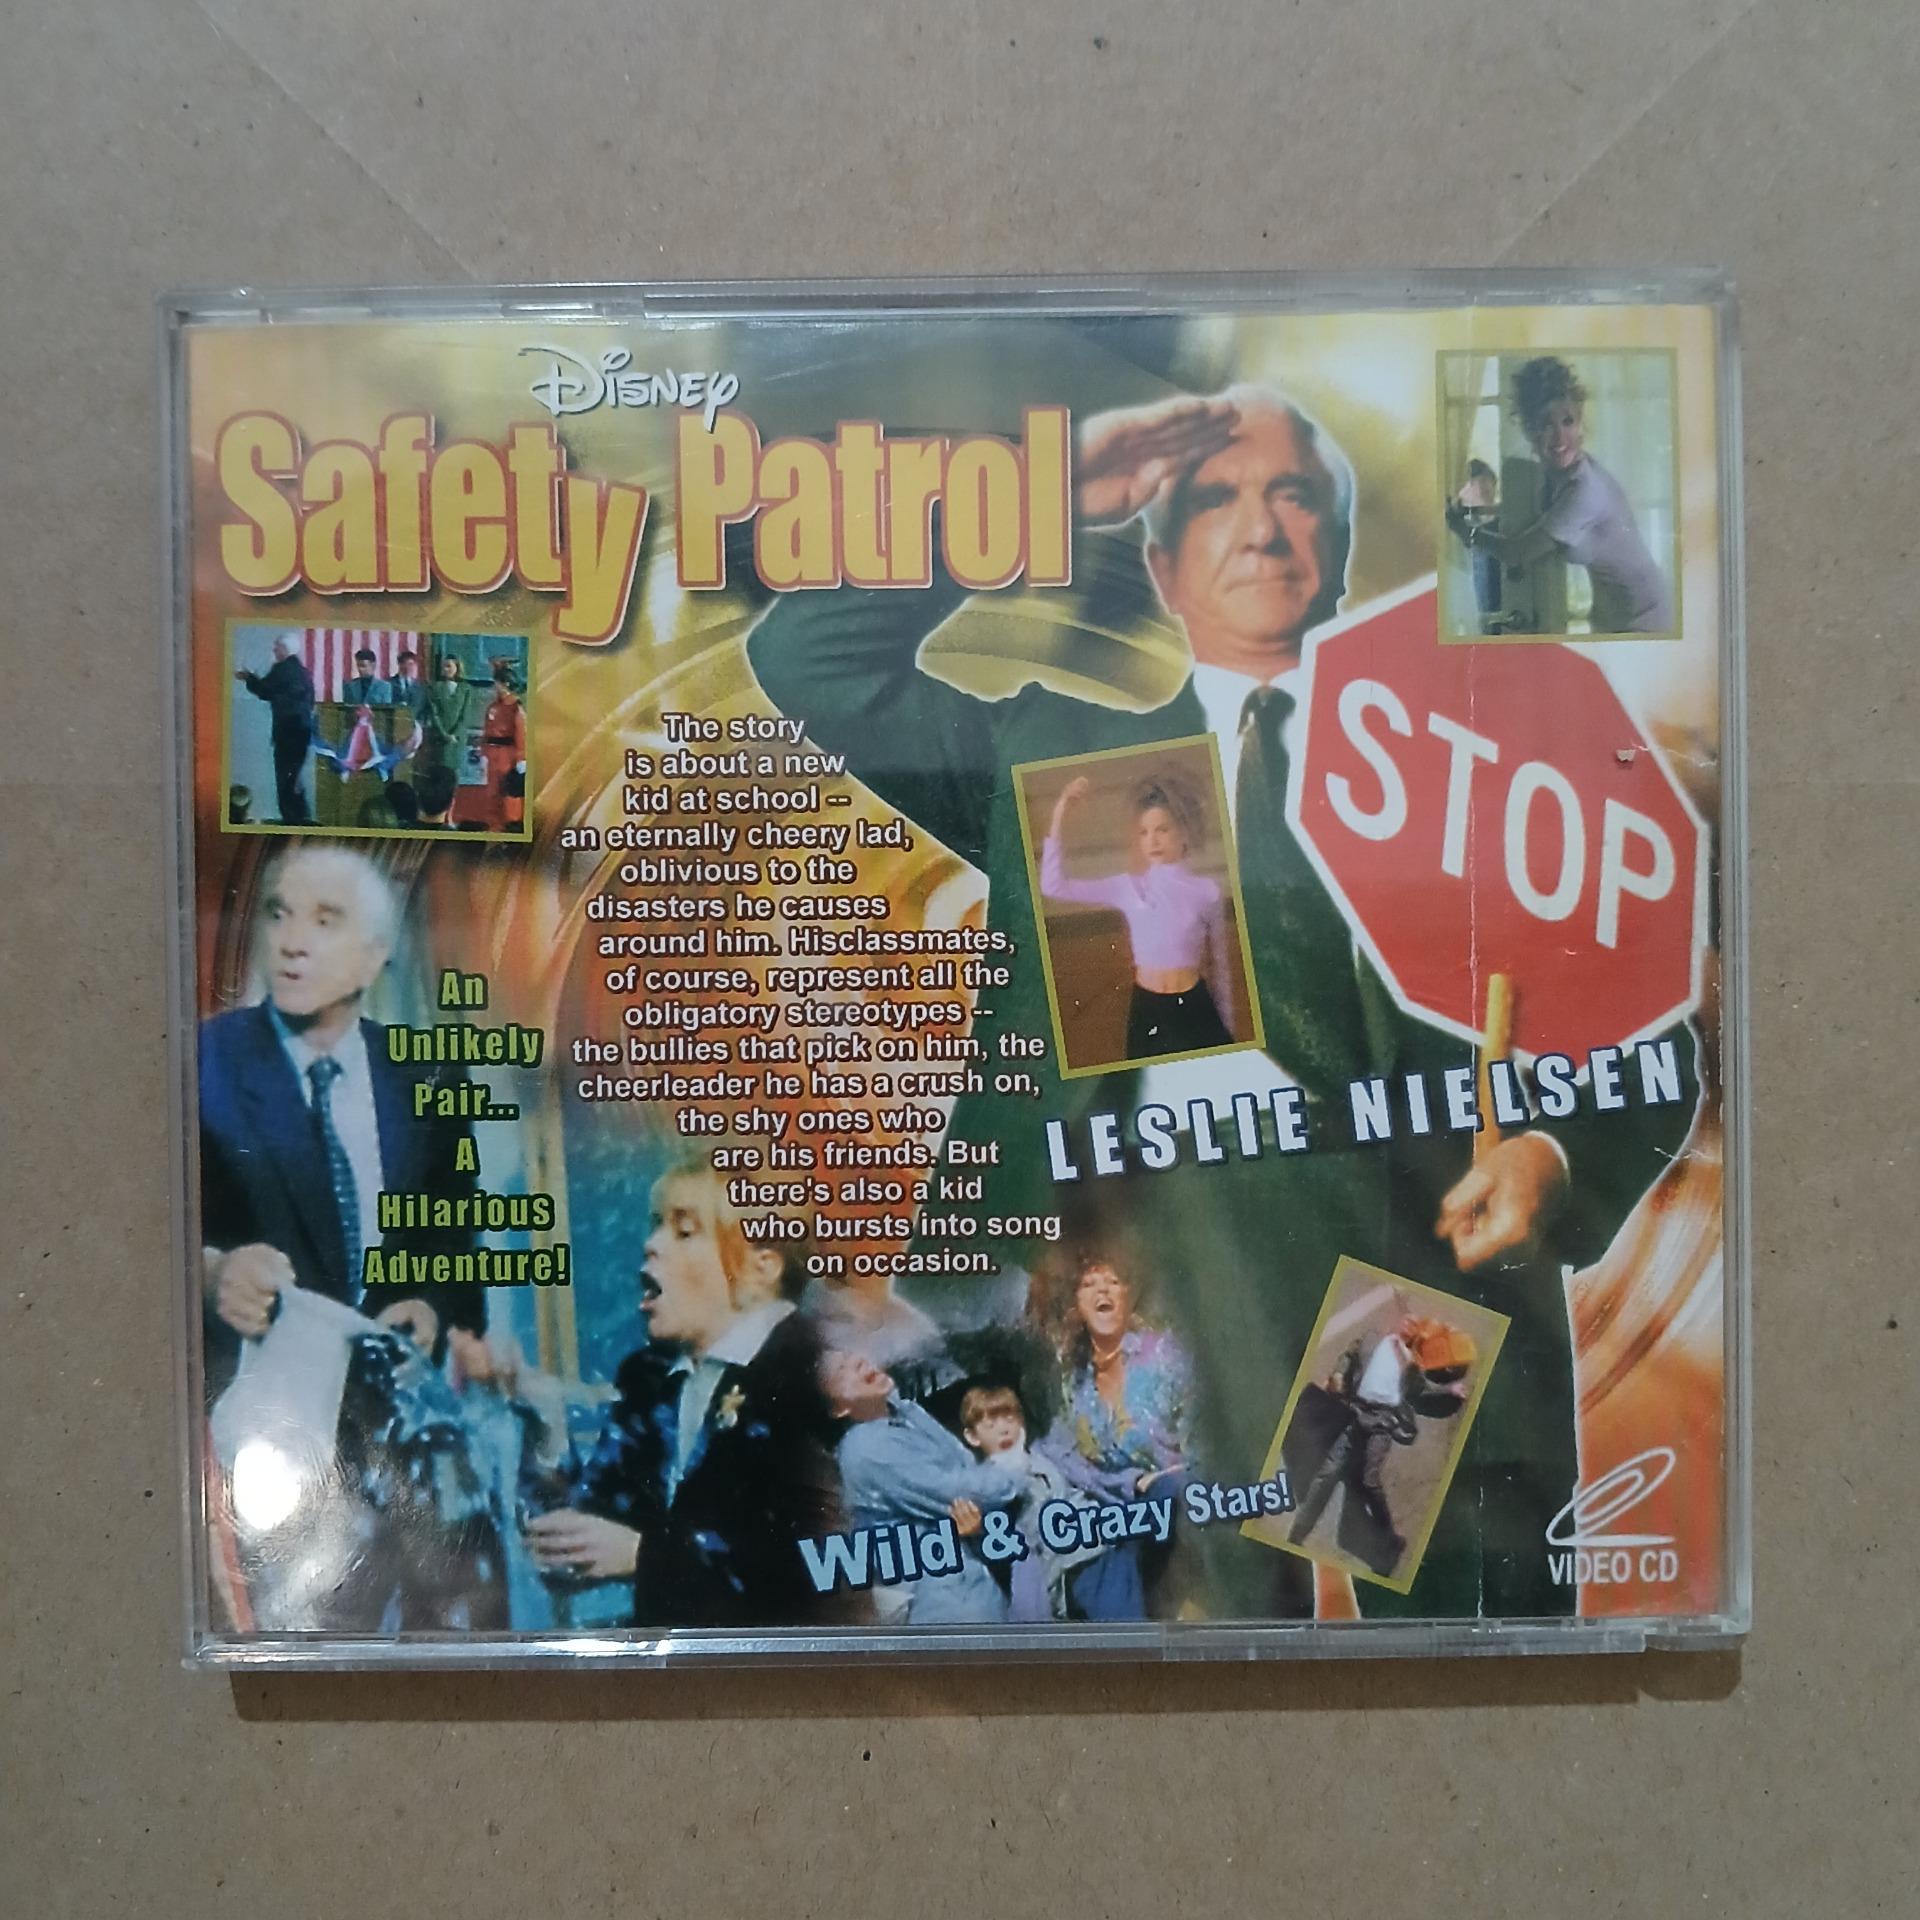 Disney
Safety Patrol
STOP
The story
is about a new
kid at school --
an eternally cheery lad,
oblivious to the
disasters he causes
around him. Hisclassmates,
of course, represent all the
obligatory stereotypes --
the bullies that pick on him, the
cheerleader he has a crush on,
the shy ones who
are his friends. But
there's also a kid
who bursts into song
on occasion.
An
Unlikely
Pair...
A
Hilarious
Adventure!
LESLIE NIELSEN
Wild & Crazy Stars!
VIDEO CD